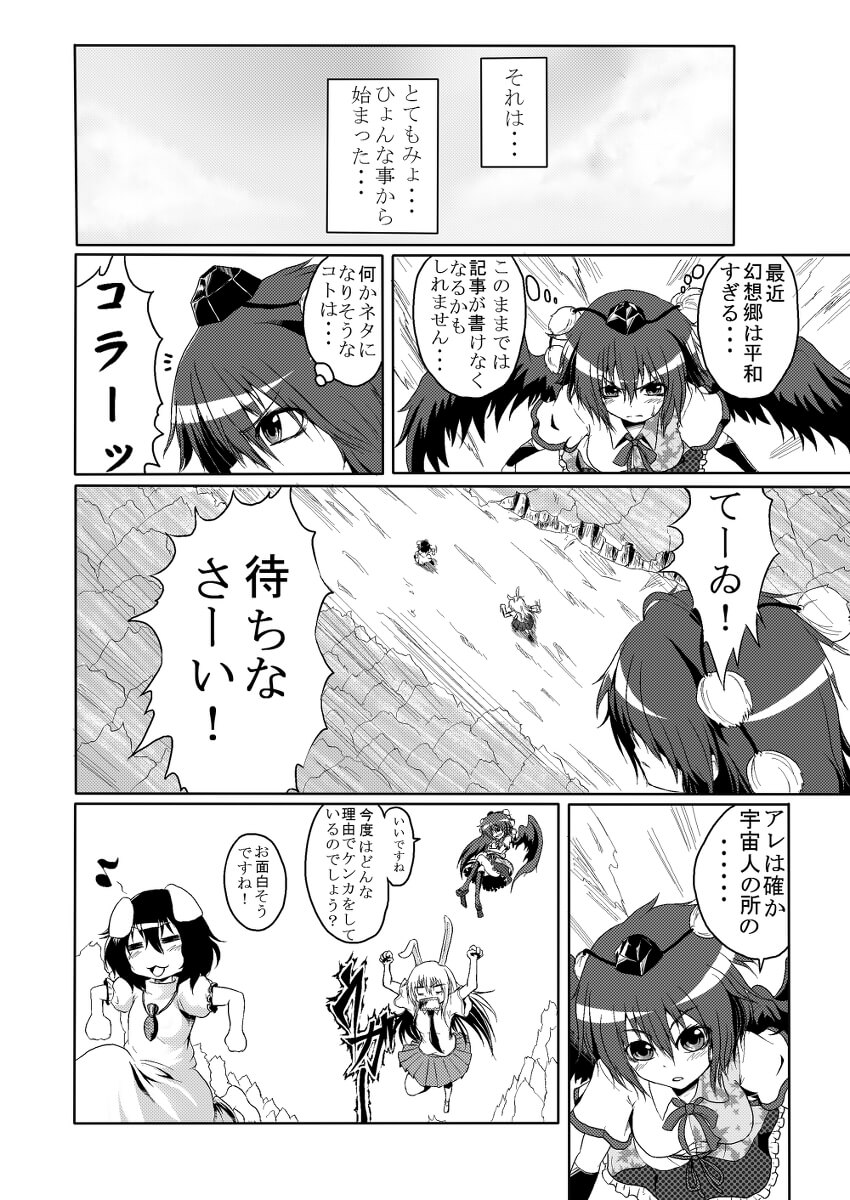 それは・・・
とてもみょ・・・
ひょんな事から
始まった・・・
最近
幻想郷は平和
すぎる・・・
このままでは
記事が書けなく
なるかも
しれません・・・
何かネタに
なりそうな
コトは・・・
コラーッ
てーゐ！
待ちな
さーい！
アレは確か
宇宙人の所の
・・・・・・
いいですね
今度はどんな
理由でケンカをして
いるのでしょう？
お面白そう
ですね！